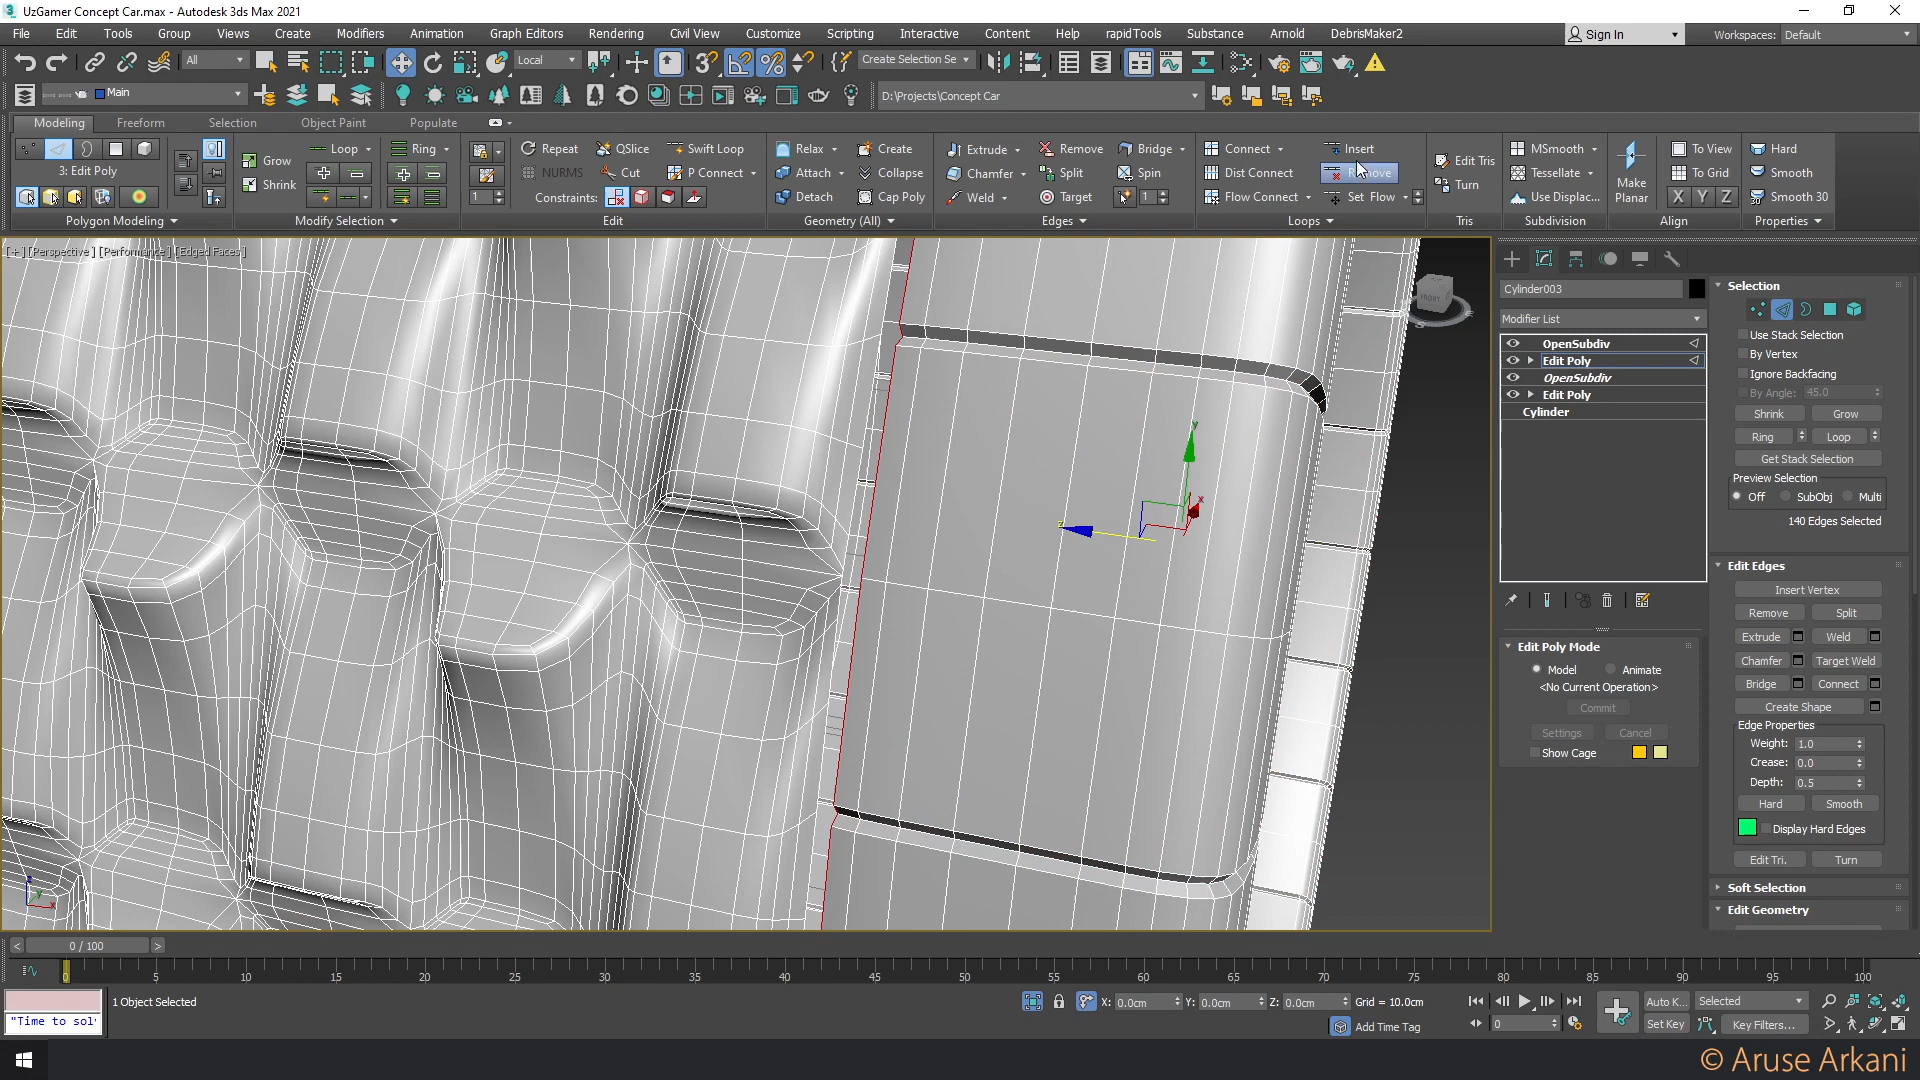 UzGamer Concept Car.max - Autodesk 3ds Max 2021
File Edit Tools Group Views Create Modifiers Animation Graph Editors Rendering Civil View Customize Scripting Interactive Content Help rapidTools Substance Arnold DebrisMaker2 Sign In Workspaces: Default
All Local Create Selection Se
Main D:\Projects\Concept Car
Modeling Freeform Selection Object Paint Populate
Grow Loop Ring Repeat QSlice Swift Loop Relax Create Extrude Remove Bridge Connect Insert Edit Tris MSmooth To View Hard
3: Edit Poly Shrink NURMS Cut P Connect Attach Collapse Chamfer Split Spin Dist Connect Remove Turn Tessellate Make Planar To Grid Smooth
1 Constraints: Detach Cap Poly Weld Target 1 Flow Connect Set Flow Use Displac... X Y Z Smooth 30
Polygon Modeling Modify Selection Edit Geometry (All) Edges Loops Tris Subdivision Align Properties
[+] [Perspective] [Performance] [Edged Faces]
FRONT
y
x
z
z
y
x
Cylinder003
Modifier List
OpenSubdiv
Edit Poly
OpenSubdiv
Edit Poly
Cylinder
Edit Poly Mode
Model Animate
<No Current Operation>
Commit
Settings Cancel
Show Cage
Selection
Use Stack Selection
By Vertex
Ignore Backfacing
By Angle: 45.0
Shrink Grow
Ring Loop
Get Stack Selection
Preview Selection
Off SubObj Multi
140 Edges Selected
Edit Edges
Insert Vertex
Remove Split
Extrude Weld
Chamfer Target Weld
Bridge Connect
Create Shape
Edge Properties
Weight: 1.0
Crease: 0.0
Depth: 0.5
Hard Smooth
Display Hard Edges
Edit Tri. Turn
Soft Selection
Edit Geometry
< 0 / 100 >
0 5 10 15 20 25 30 35 40 45 50 55 60 65 70 75 80 85 90 95 100
1 Object Selected X: 0.0cm Y: 0.0cm Z: 0.0cm Grid = 10.0cm Auto K... Selected
"Time to sol Add Time Tag 0 Set Key Key Filters...
© Aruse Arkani